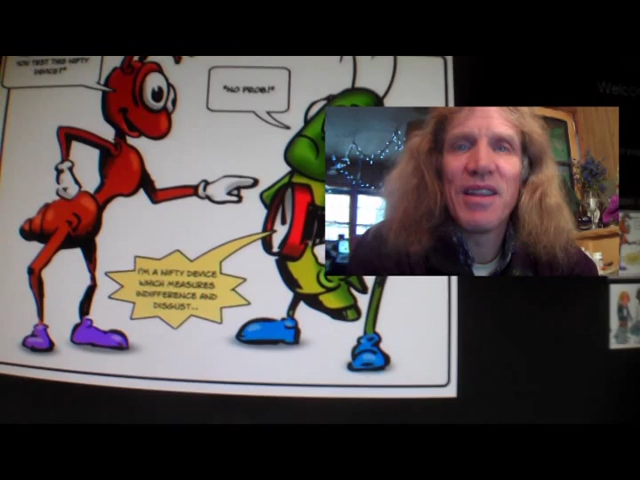 YOU TEST THIS NIFTY
DEVICE?"
"NO PROB!"
I'M A NIFTY DEVICE
WHICH MEASURES
INDIFFERENCE AND
DISGUST...